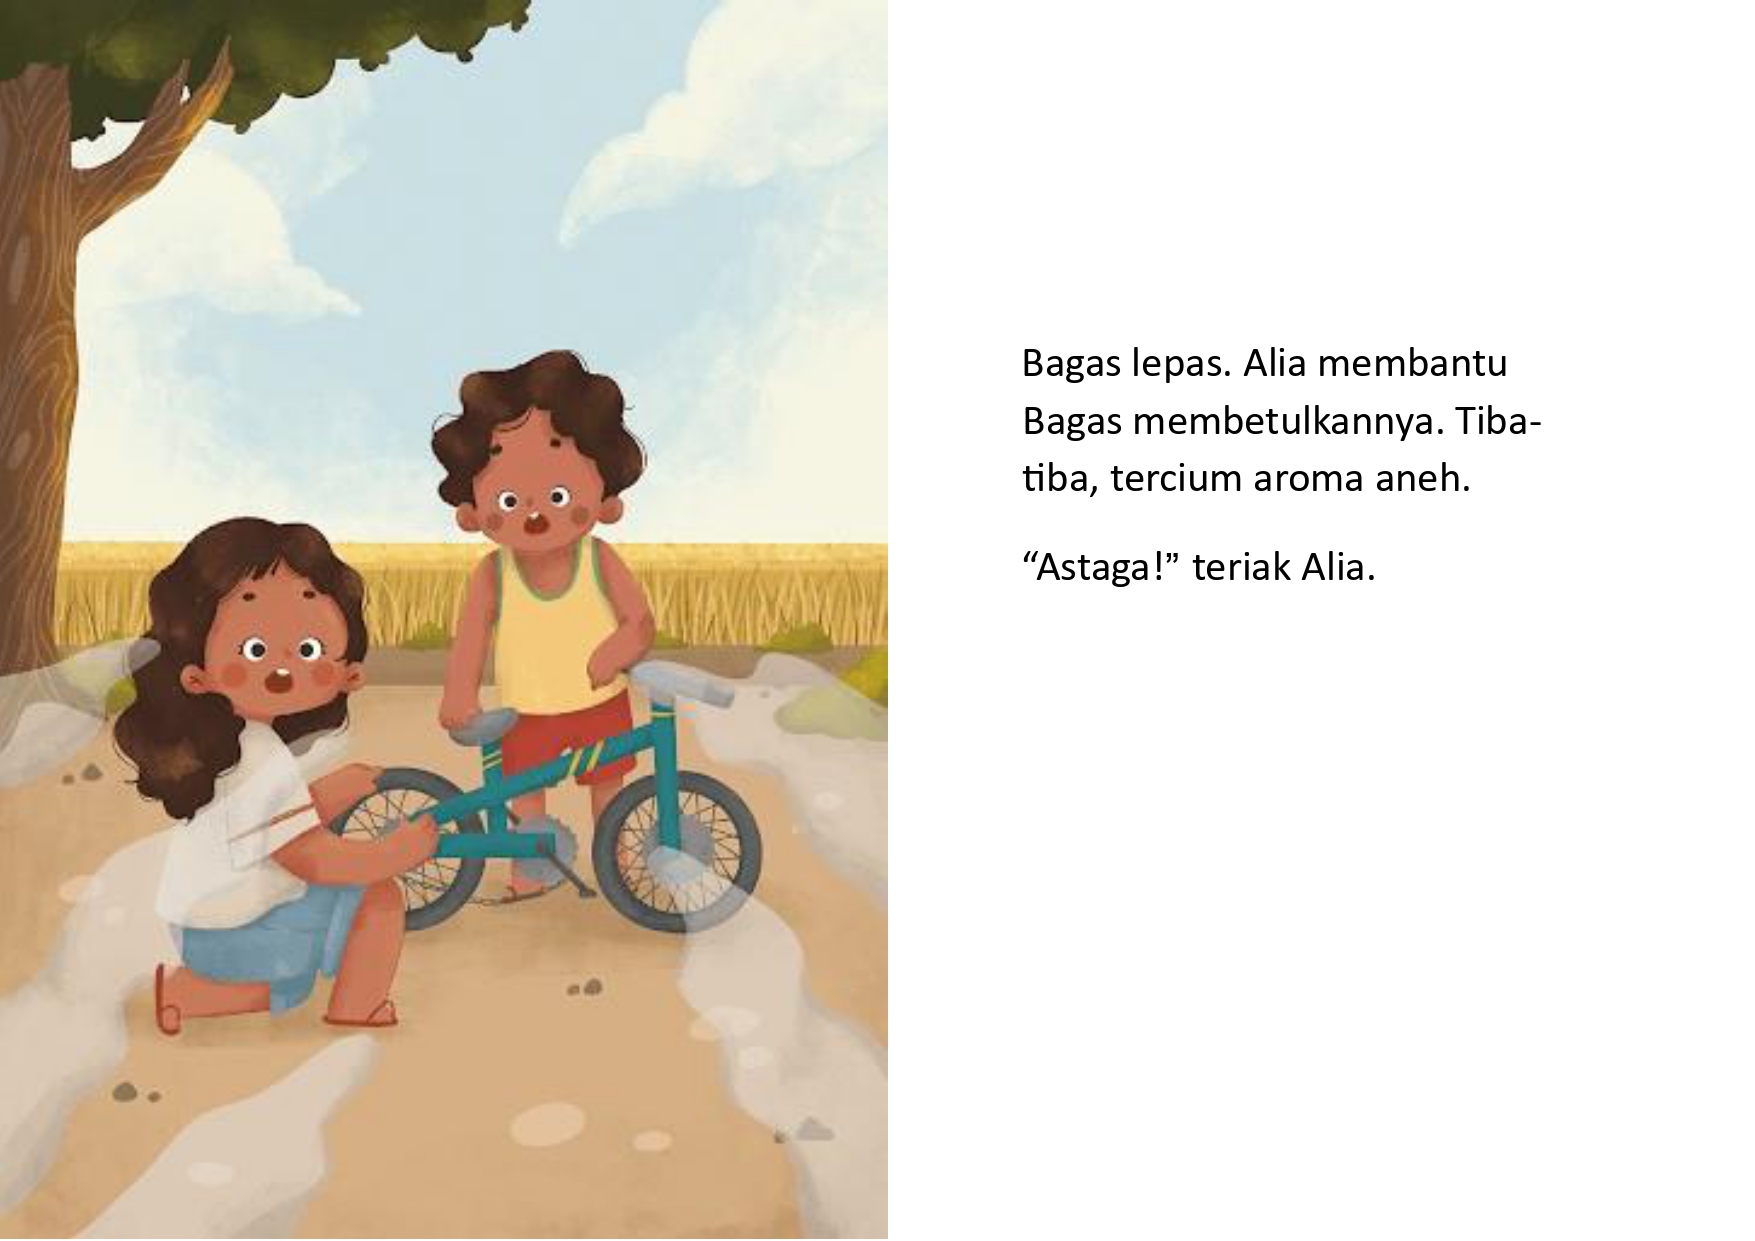 Bagas lepas. Alia membantu
Bagas membetulkannya. Tiba-
tiba, tercium aroma aneh.
“Astaga!” teriak Alia.